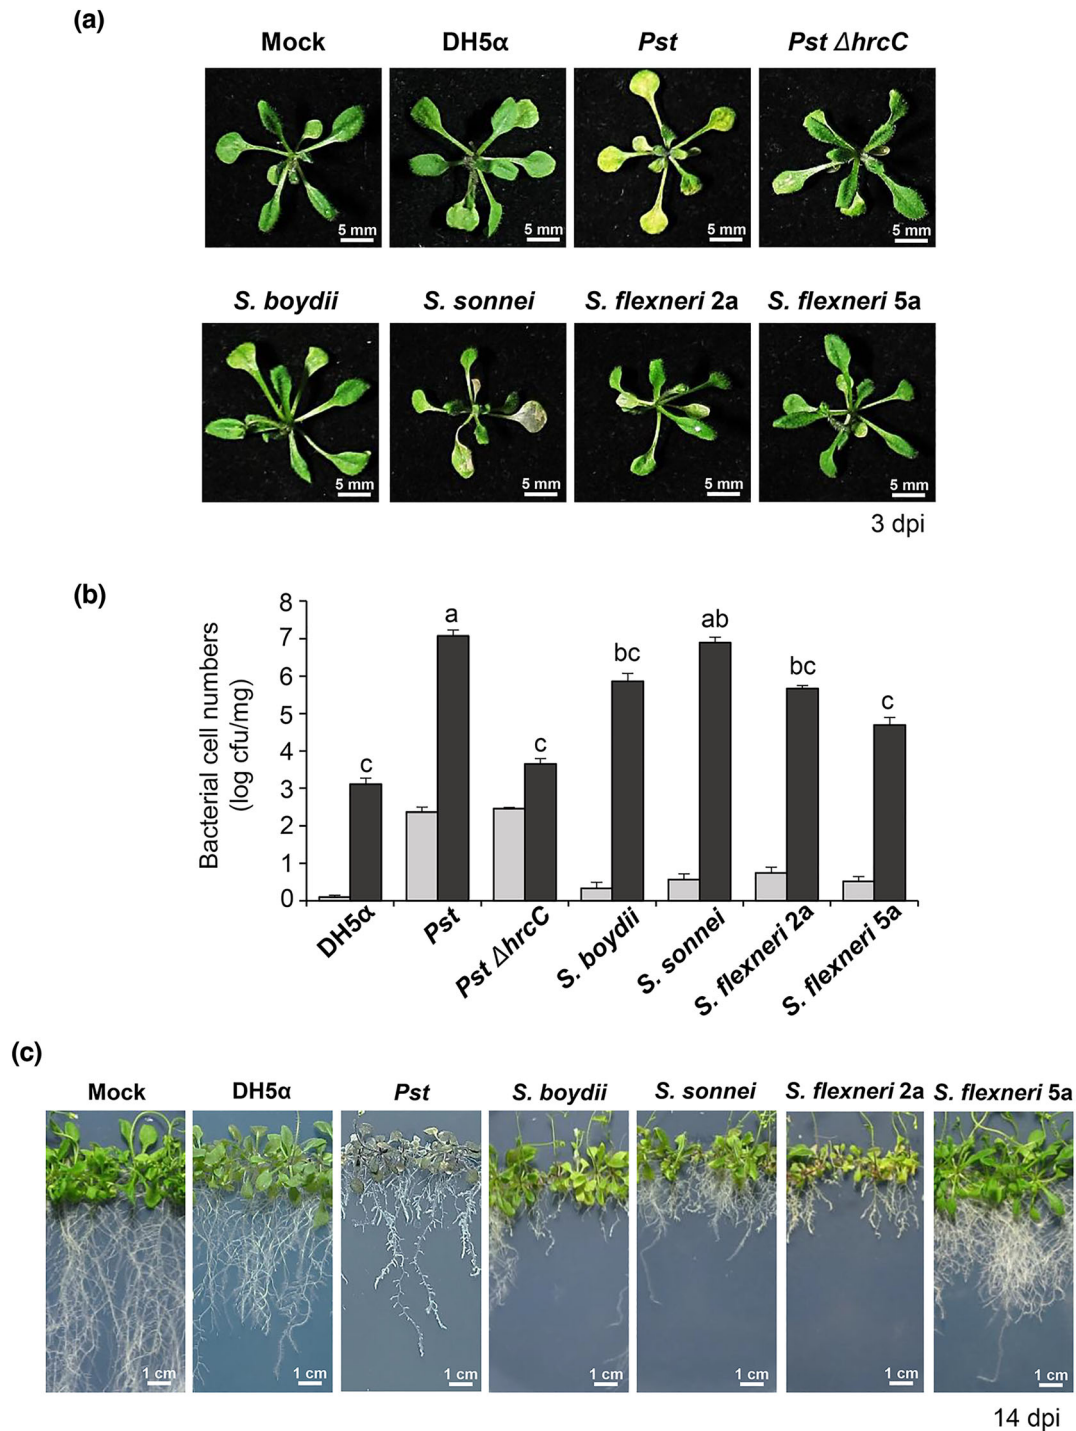 (a)
Mock DH5α Pst Pst ΔhrcC
5 mm 5 mm 5 mm 5 mm
S. boydii S. sonnei S. flexneri 2a S. flexneri 5a
5 mm 5 mm 5 mm 5 mm
3 dpi
(b)
Bacterial cell numbers
(log cfu/mg)
8
7
6
5
4
3
2
1
0
c a c bc ab bc c
DH5α Pst Pst ΔhrcC S. boydii S. sonnei S. flexneri 2a S. flexneri 5a
(c)
Mock DH5α Pst S. boydii S. sonnei S. flexneri 2a S. flexneri 5a
1 cm 1 cm 1 cm 1 cm 1 cm 1 cm 1 cm
14 dpi